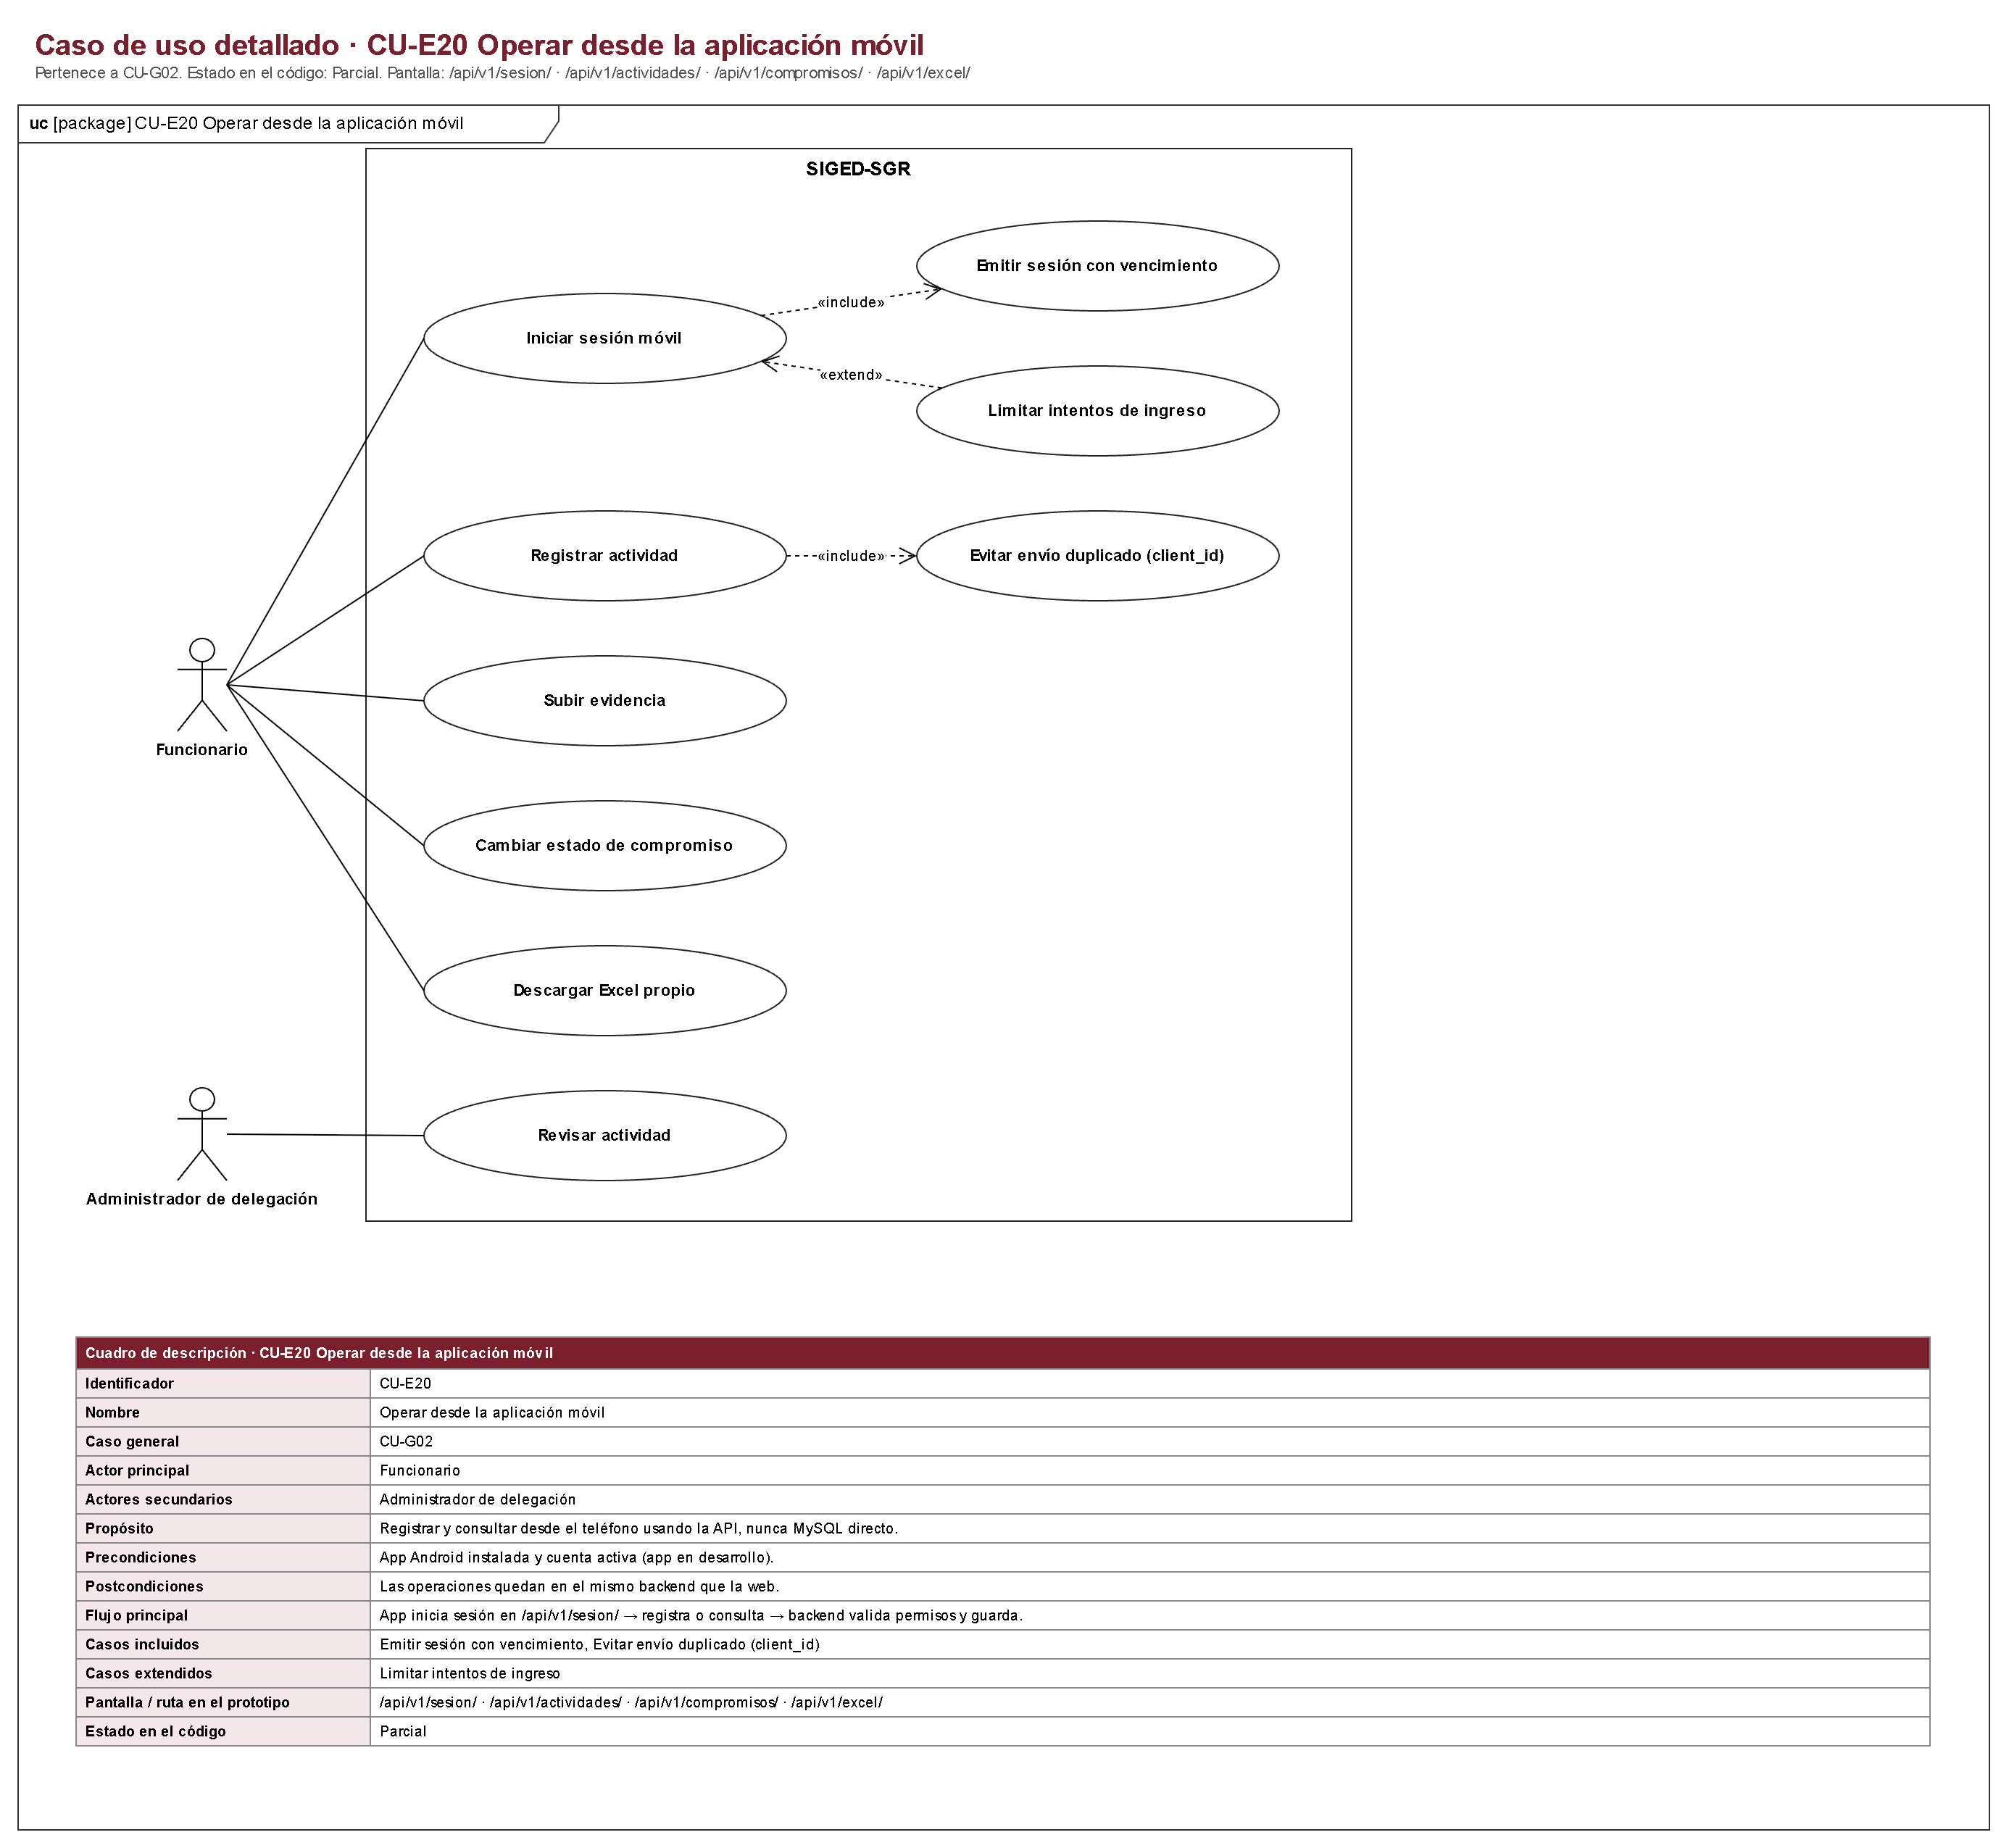 Caso de uso detallado · CU-E20 Operar desde la aplicación móvil
Pertenece a CU-G02. Estado en el código: Parcial. Pantalla: /api/v1/sesion/ · /api/v1/actividades/ · /api/v1/compromisos/ · /api/v1/excel/
uc [package] CU-E20 Operar desde la aplicación móvil
SIGED-SGR
Emitir sesión con vencimiento
«include»
Iniciar sesión móvil
«extend»
Limitar intentos de ingreso
Registrar actividad
«include»
Evitar envío duplicado (client_id)
Subir evidencia
Funcionario
Cambiar estado de compromiso
Descargar Excel propio
Revisar actividad
Administrador de delegación
Cuadro de descripción · CU-E20 Operar desde la aplicación móvil
Identificador CU-E20
Nombre Operar desde la aplicación móvil
Caso general CU-G02
Actor principal Funcionario
Actores secundarios Administrador de delegación
Propósito Registrar y consultar desde el teléfono usando la API, nunca MySQL directo.
Precondiciones App Android instalada y cuenta activa (app en desarrollo).
Postcondiciones Las operaciones quedan en el mismo backend que la web.
Flujo principal App inicia sesión en /api/v1/sesion/ → registra o consulta → backend valida permisos y guarda.
Casos incluidos Emitir sesión con vencimiento, Evitar envío duplicado (client_id)
Casos extendidos Limitar intentos de ingreso
Pantalla / ruta en el prototipo /api/v1/sesion/ · /api/v1/actividades/ · /api/v1/compromisos/ · /api/v1/excel/
Estado en el código Parcial